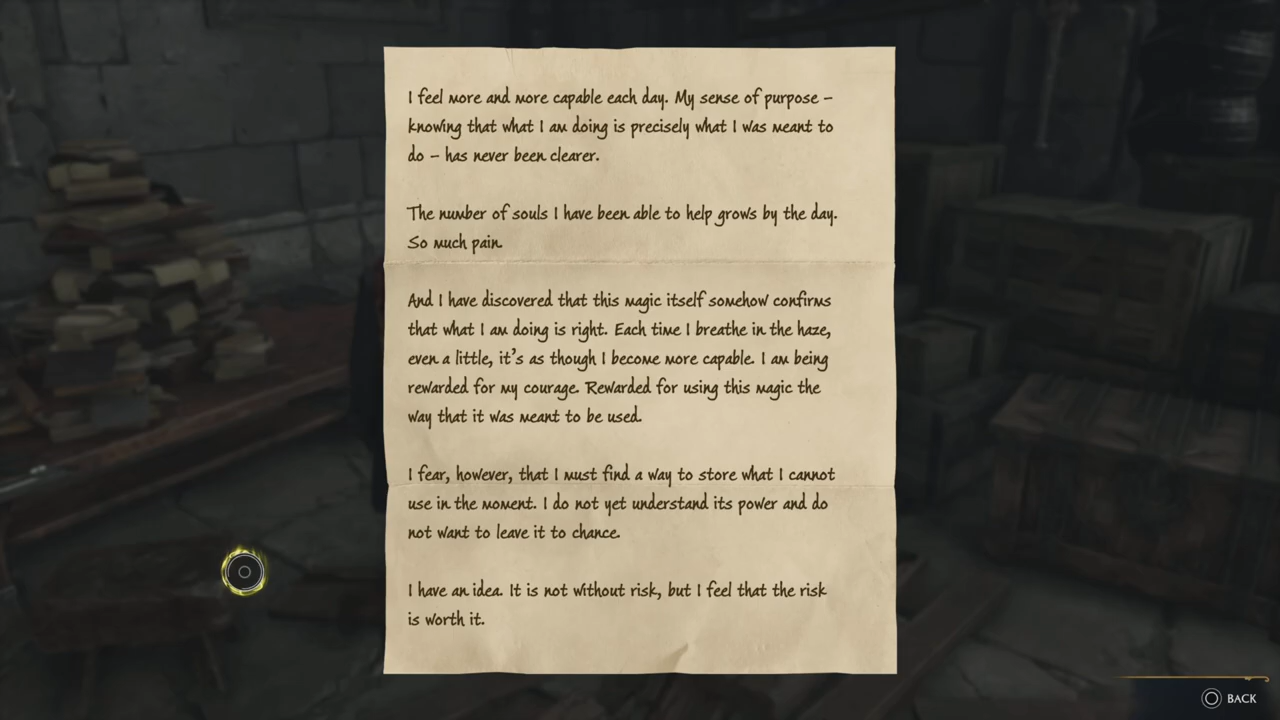 I feel more and more capable each day. My sense of purpose –
knowing that what I am doing is precisely what I was meant to
do – has never been clearer.
The number of souls I have been able to help grows by the day.
So much pain.
And I have discovered that this magic itself somehow confirms
that what I am doing is right. Each time I breathe in the haze,
even a little, it's as though I become more capable. I am being
rewarded for my courage. Rewarded for using this magic the
way that it was meant to be used.
I fear, however, that I must find a way to store what I cannot
use in the moment. I do not yet understand its power and do
not want to leave it to chance.
I have an idea. It is not without risk, but I feel that the risk
is worth it.
BACK